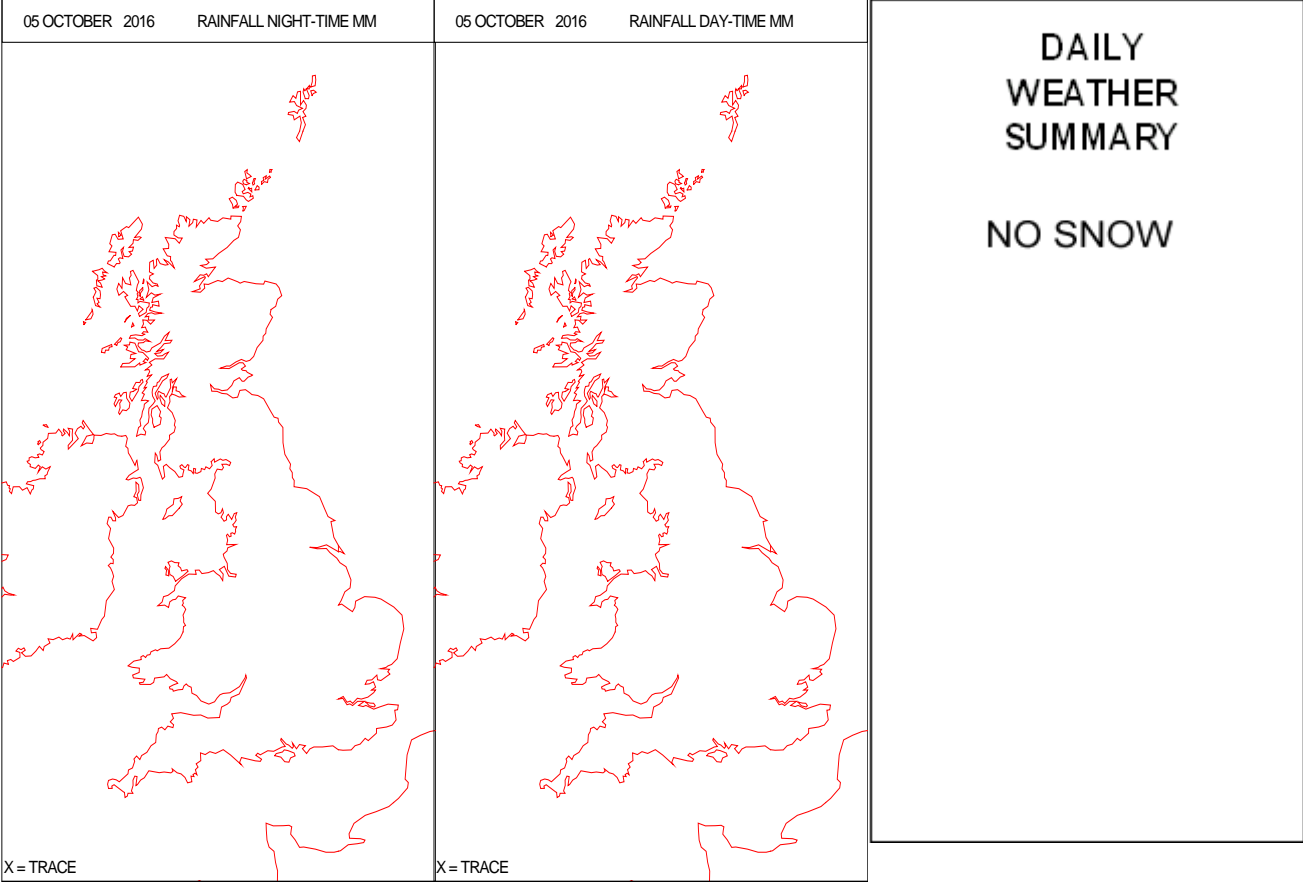 05 OCTOBER 2016 RAINFALL NIGHT-TIME MM
X = TRACE
05 OCTOBER 2016 RAINFALL DAY-TIME MM
X = TRACE
DAILY
WEATHER
SUMMARY
NO SNOW